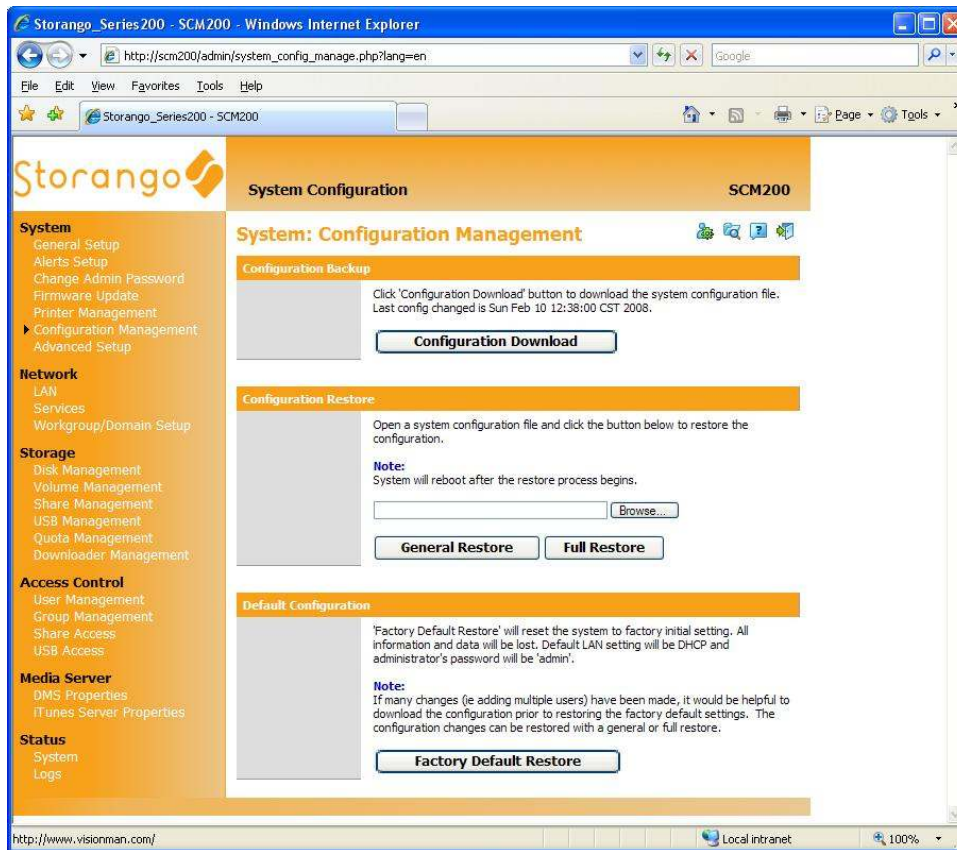 Storango_Series200 - SCM200 - Windows Internet Explorer
http://scm200/admin/system_config_manage.php?lang=en
Google
File Edit View Favorites Tools Help
Storango_Series200 - SCM200
Page Tools
Storango
System Configuration
SCM200
System
General Setup
Alerts Setup
Change Admin Password
Firmware Update
Printer Management
Configuration Management
Advanced Setup
Network
LAN
Services
Workgroup/Domain Setup
Storage
Disk Management
Volume Management
Share Management
USB Management
Quota Management
Downloader Management
Access Control
User Management
Group Management
Share Access
USB Access
Media Server
DMS Properties
iTunes Server Properties
Status
System
Logs
System: Configuration Management
Configuration Backup
Click 'Configuration Download' button to download the system configuration file.
Last config changed is Sun Feb 10 12:38:00 CST 2008.
Configuration Download
Configuration Restore
Open a system configuration file and click the button below to restore the
configuration.
Note:
System will reboot after the restore process begins.
Browse...
General Restore
Full Restore
Default Configuration
'Factory Default Restore' will reset the system to factory initial setting. All
information and data will be lost. Default LAN setting will be DHCP and
administrator's password will be 'admin'.
Note:
If many changes (ie adding multiple users) have been made, it would be helpful to
download the configuration prior to restoring the factory default settings. The
configuration changes can be restored with a general or full restore.
Factory Default Restore
http://www.visionman.com/
Local intranet
100%